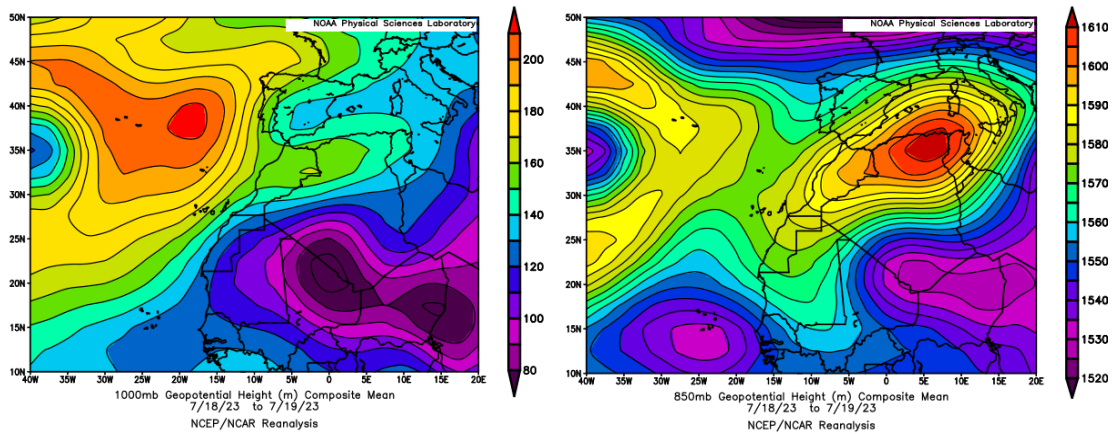 NOAA Physical Sciences Laboratory
50N
45N
40N
35N
30N
25N
20N
15N
10N
40W 35W 30W 25W 20W 15W 10W 5W 0 5E 10E 15E 20E
200
180
160
140
120
100
80
1000mb Geopotential Height (m) Composite Mean
7/18/23 to 7/19/23
NCEP/NCAR Reanalysis
NOAA Physical Sciences Laboratory
50N
45N
40N
35N
30N
25N
20N
15N
10N
40W 35W 30W 25W 20W 15W 10W 5W 0 5E 10E 15E 20E
1610
1600
1590
1580
1570
1560
1550
1540
1530
1520
850mb Geopotential Height (m) Composite Mean
7/18/23 to 7/19/23
NCEP/NCAR Reanalysis